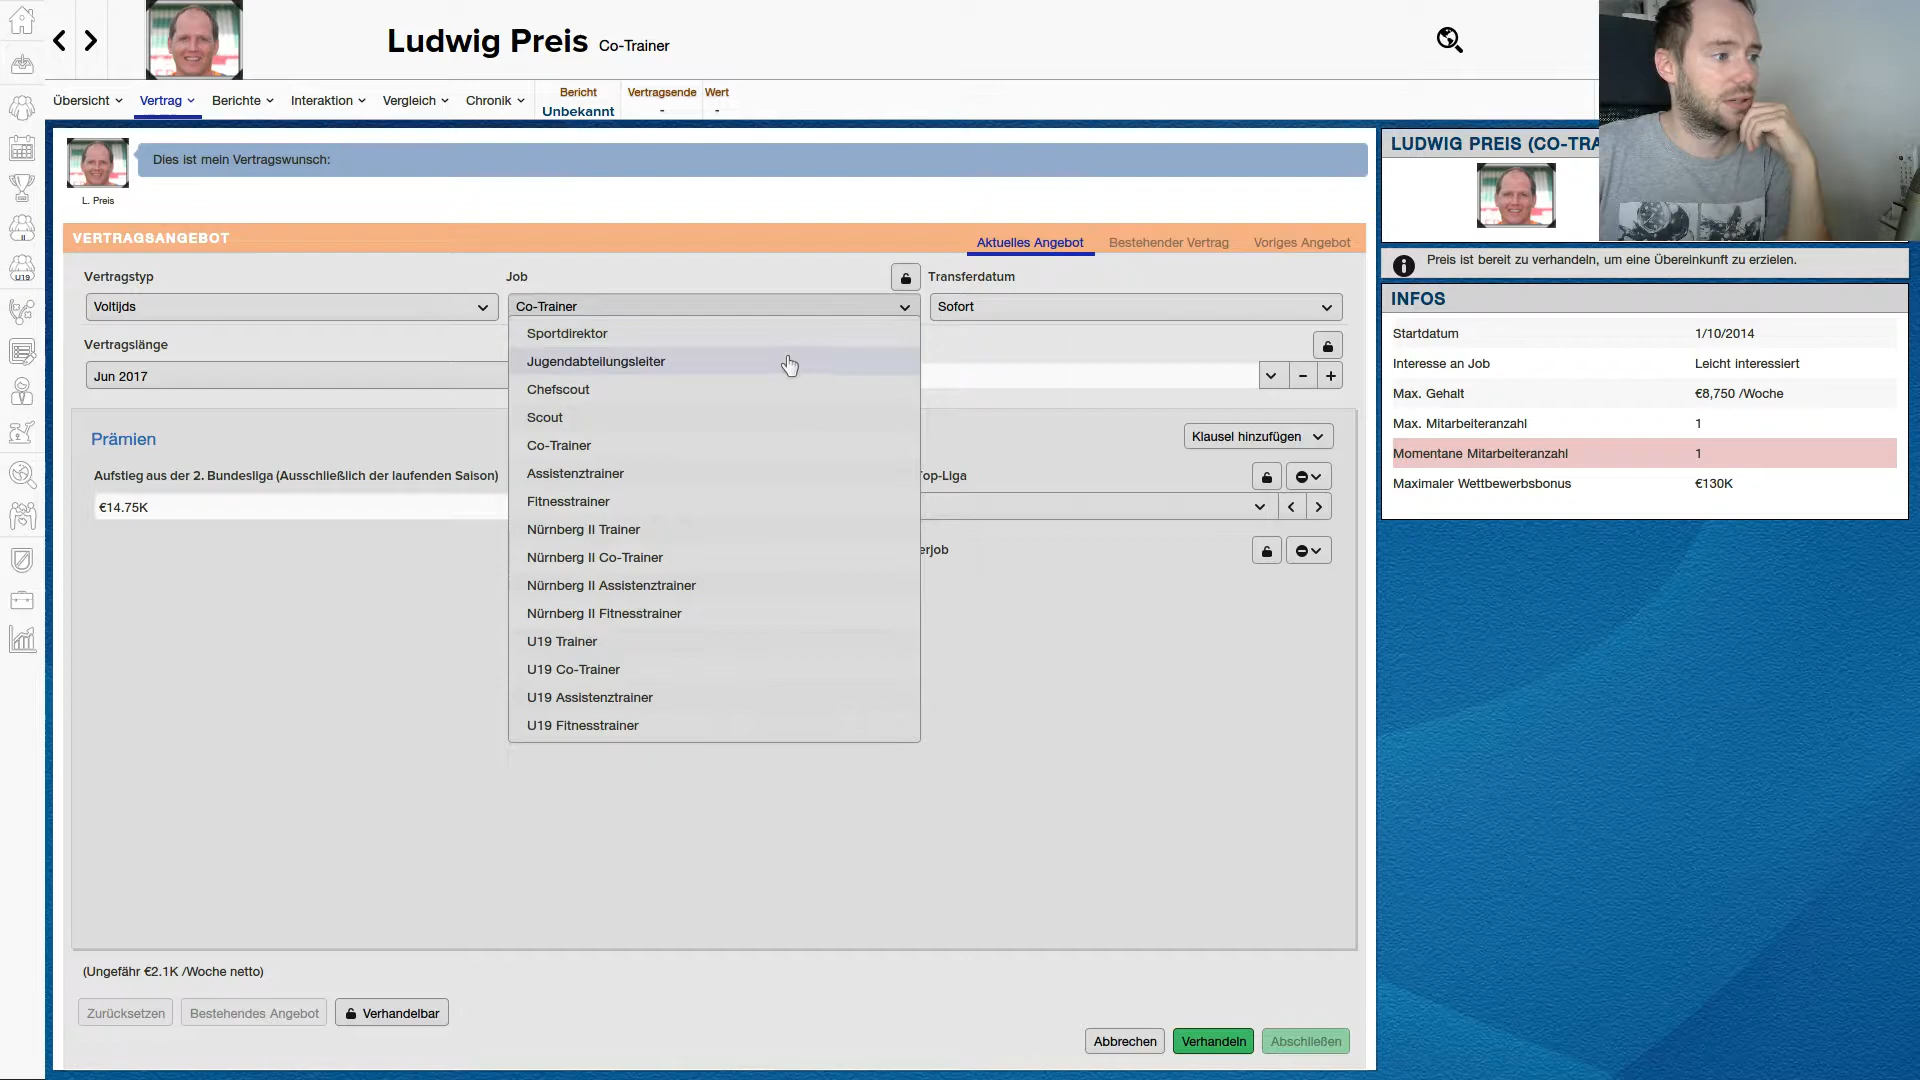 Ludwig Preis Co-Trainer
Übersicht Vertrag Berichte Interaktion Vergleich Chronik
Bericht Vertragsende Wert
Unbekannt - -
Dies ist mein Vertragswunsch:
L. Preis
VERTRAGSANGEBOT
Aktuelles Angebot Bestehender Vertrag Voriges Angebot
Vertragstyp Job Transferdatum
Voltijds Co-Trainer Sofort
Sportdirektor
Vertragslänge
Jugendabteilungsleiter
Jun 2017
Chefscout
Scout
Co-Trainer
Assistenztrainer
Fitnesstrainer
Nürnberg II Trainer
Nürnberg II Co-Trainer
Nürnberg II Assistenztrainer
Nürnberg II Fitnesstrainer
U19 Trainer
U19 Co-Trainer
U19 Assistenztrainer
U19 Fitnesstrainer
Prämien
Klausel hinzufügen
Aufstieg aus der 2. Bundesliga (Ausschließlich der laufenden Saison)
€14.75K
op-Liga
erjob
(Ungefähr €2.1K /Woche netto)
Zurücksetzen Bestehendes Angebot Verhandelbar
Abbrechen Verhandeln Abschließen
LUDWIG PREIS (CO-TRA
Preis ist bereit zu verhandeln, um eine Übereinkunft zu erzielen.
INFOS
Startdatum 1/10/2014
Interesse an Job Leicht interessiert
Max. Gehalt €8,750 /Woche
Max. Mitarbeiteranzahl 1
Momentane Mitarbeiteranzahl 1
Maximaler Wettbewerbsbonus €130K
II
U19